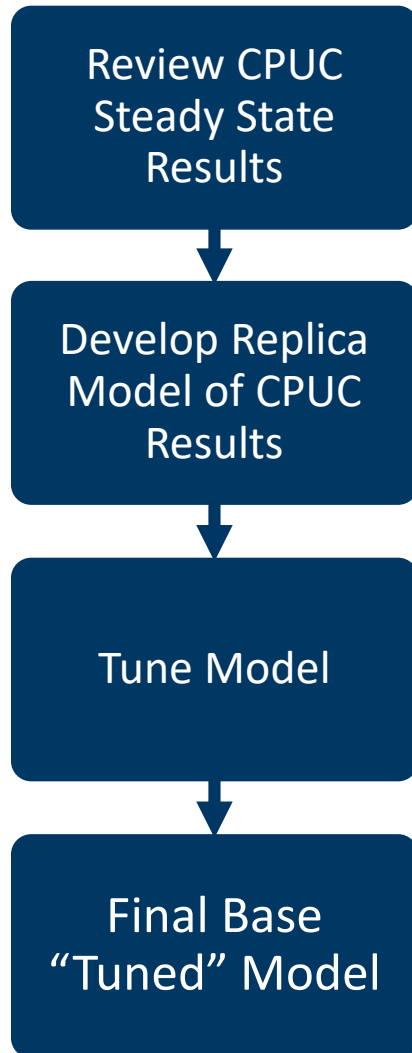 Review CPUC
Steady State
Results
Develop Replica
Model of CPUC
Results
Tune Model
Final Base
“Tuned” Model